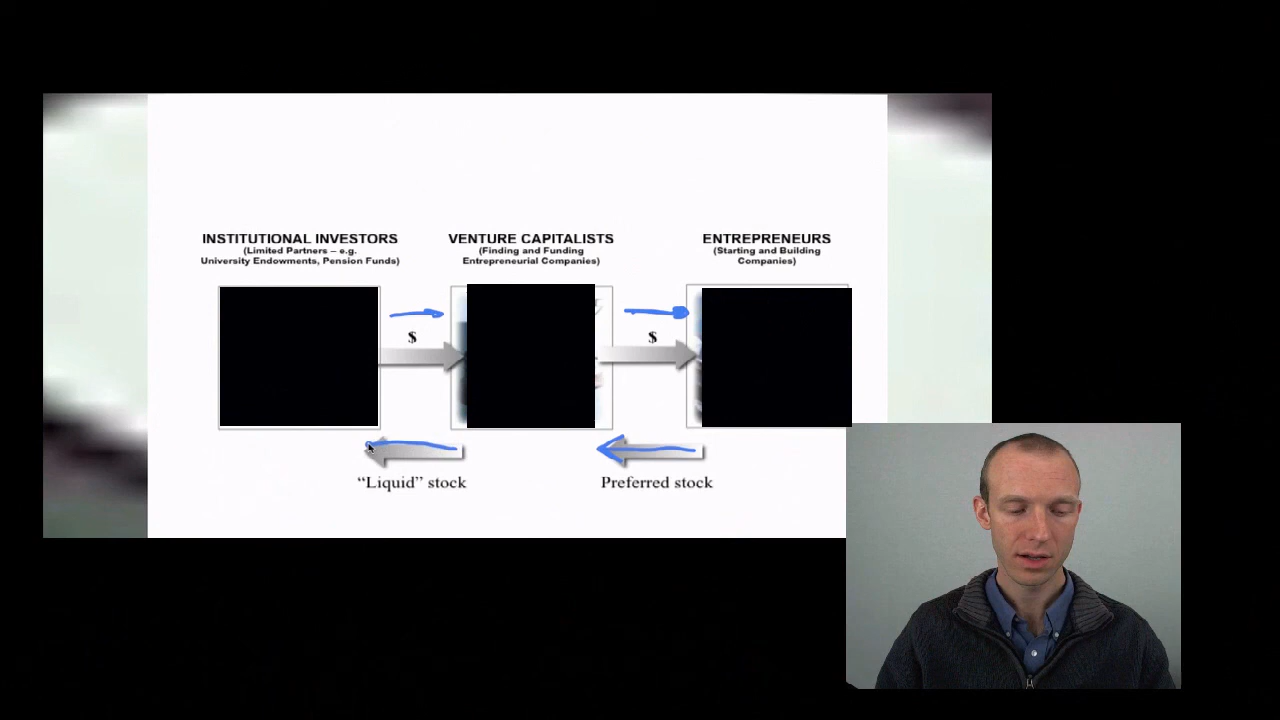 INSTITUTIONAL INVESTORS
(Limited Partners – e.g.
University Endowments, Pension Funds)
VENTURE CAPITALISTS
(Finding and Funding
Entrepreneurial Companies)
ENTREPRENEURS
(Starting and Building
Companies)
$
$
“Liquid” stock
Preferred stock